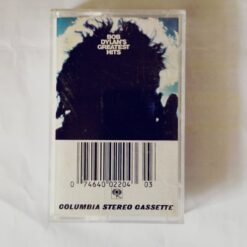 BOB
DYLAN'S
GREATEST
HITS
0 74640 02204 03
COLUMBIA STEREO CASSETTE